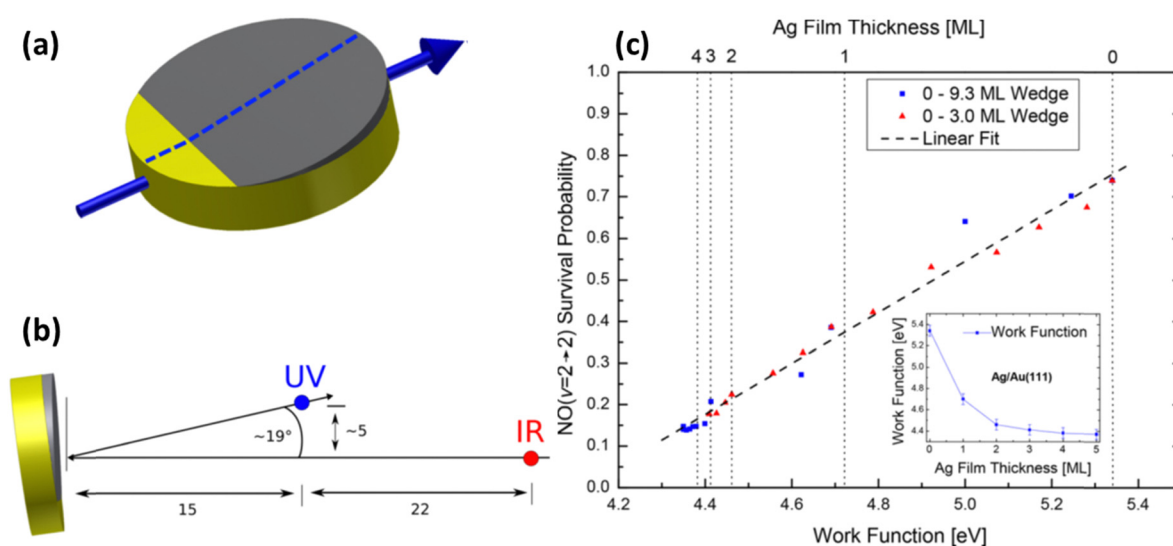 (a)
(b)
UV
IR
~19°
~5
15
22
(c)
Ag Film Thickness [ML]
4 3 2 1 0
NO(v=2→2) Survival Probability
1.0
0.9
0.8
0.7
0.6
0.5
0.4
0.3
0.2
0.1
0.0
0 - 9.3 ML Wedge
0 - 3.0 ML Wedge
Linear Fit
Work Function [eV]
5.4
5.2
5.0
4.8
4.6
4.4
Work Function
Ag/Au(111)
0 1 2 3 4 5
Ag Film Thickness [ML]
4.2 4.4 4.6 4.8 5.0 5.2 5.4
Work Function [eV]